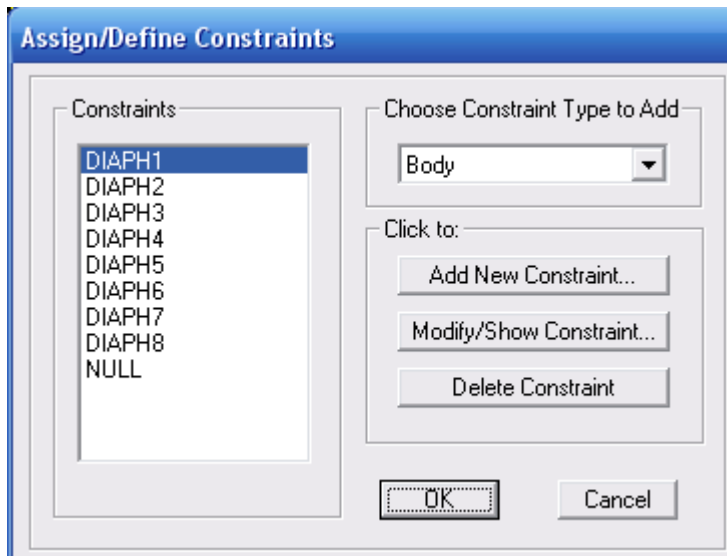 Assign/Define Constraints
Constraints
DIAPH1
DIAPH2
DIAPH3
DIAPH4
DIAPH5
DIAPH6
DIAPH7
DIAPH8
NULL
Choose Constraint Type to Add
Body
Click to:
Add New Constraint...
Modify/Show Constraint...
Delete Constraint
OK
Cancel